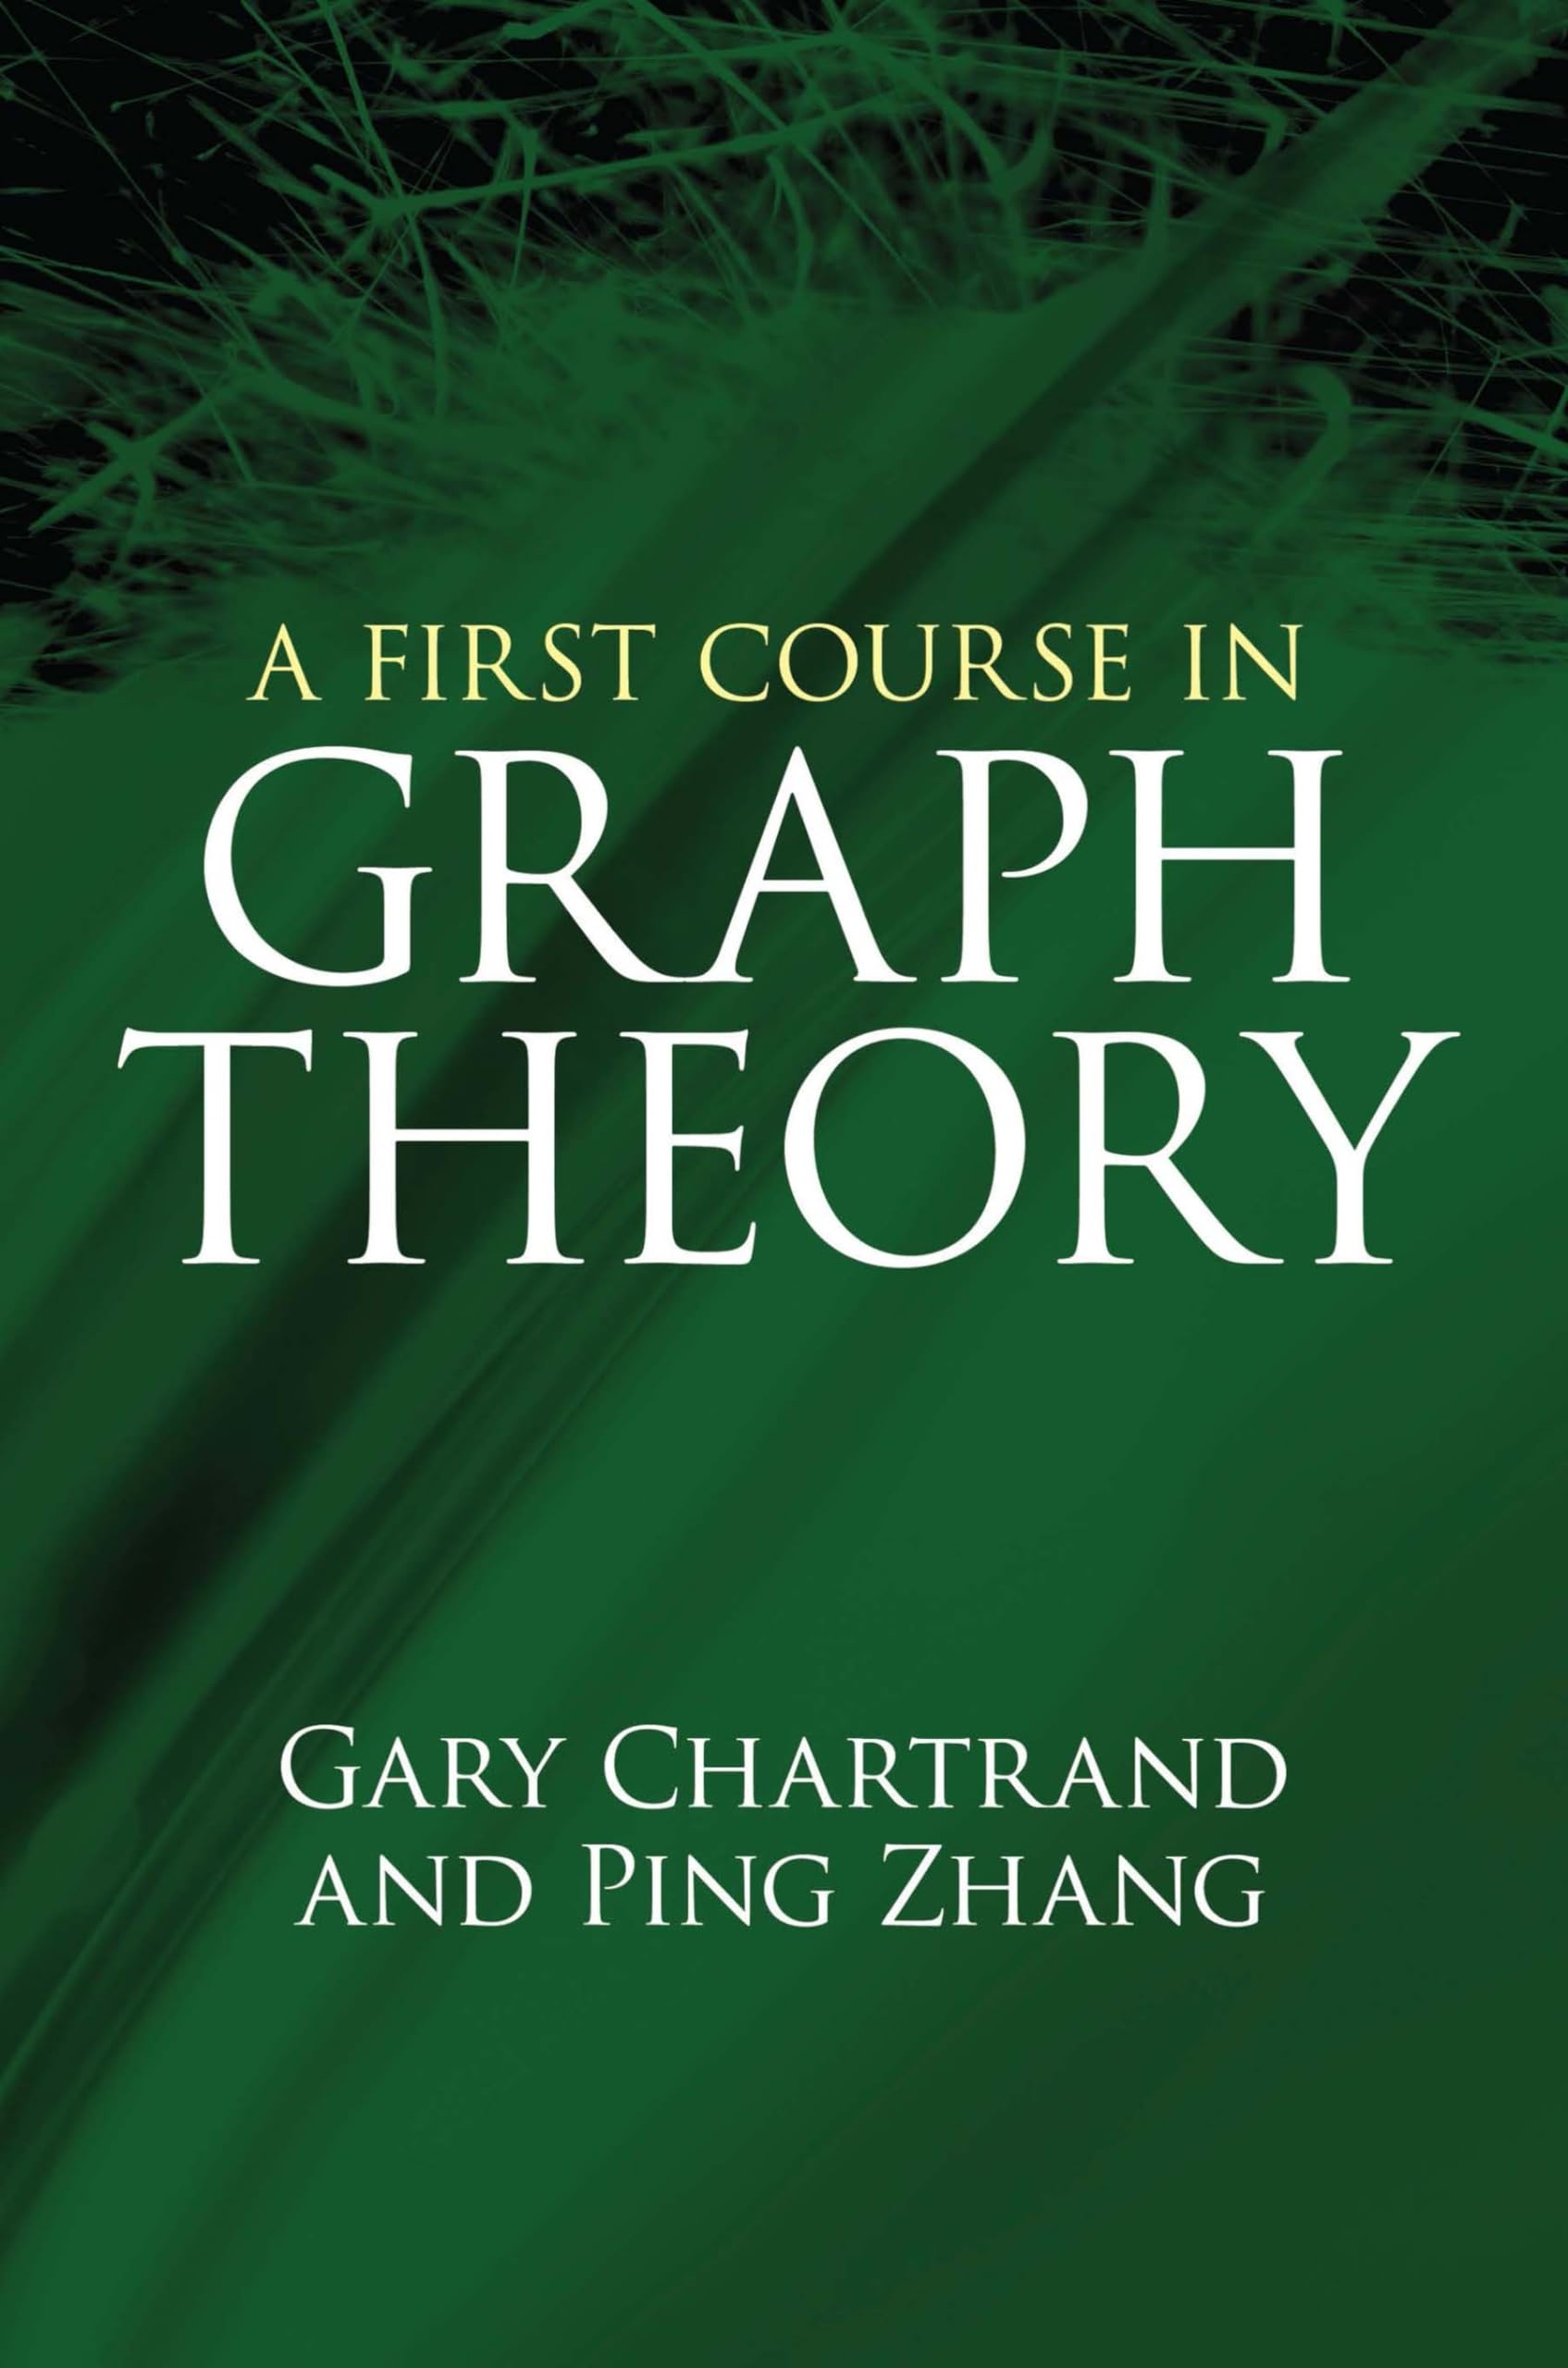 A FIRST COURSE IN
GRAPH
THEORY
GARY CHARTRAND
AND PING ZHANG